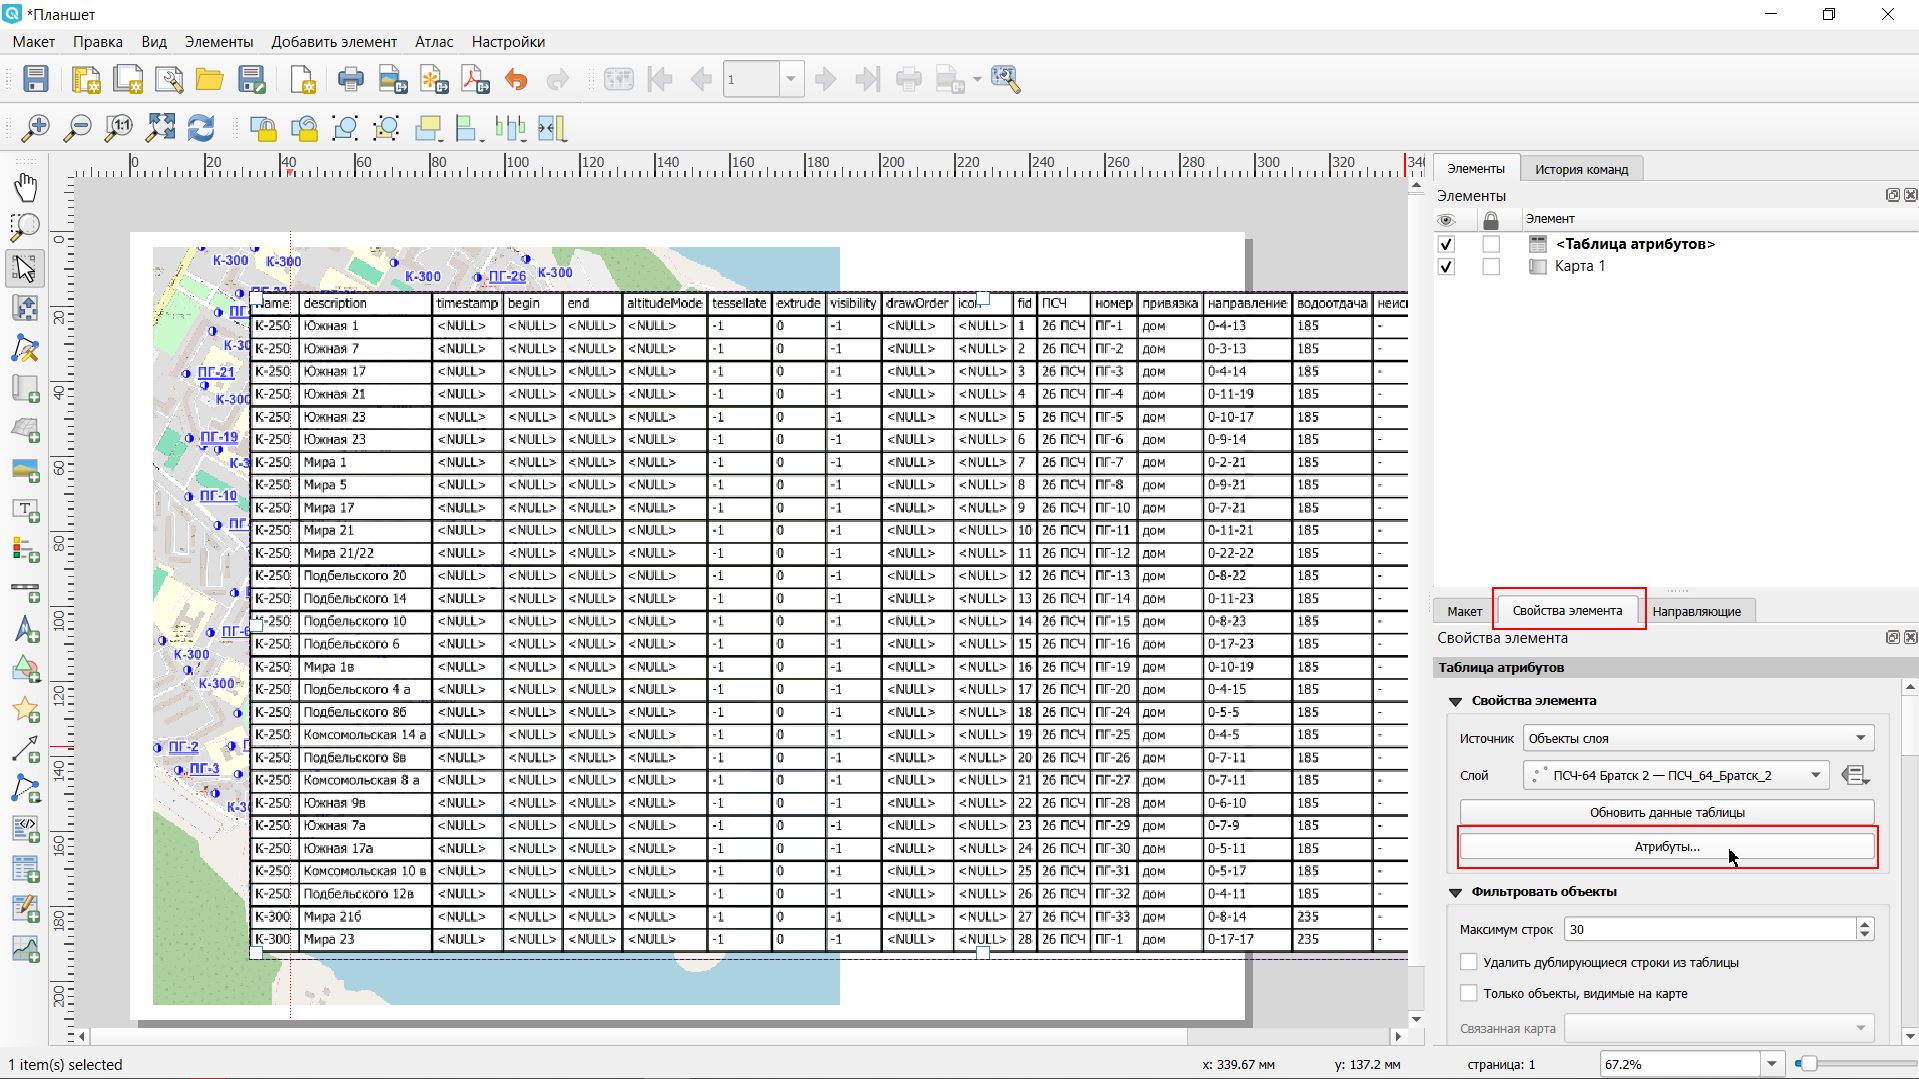 *Планшет
Макет Правка Вид Элементы Добавить элемент Атлас Настройки
1
0 20 40 60 80 100 120 140 160 180 200 220 240 260 280 300 320 340
0 20 40 60 80 100 120 140 160 180 200
К-300 К-300 К-300 ПГ-26 К-300
ПГ-21
К-300
ПГ-19
ПГ-10
К-300
К-300
ПГ-2
ПГ-3
Name description timestamp begin end altitudeMode tessellate extrude visibility drawOrder icon fid ПСЧ номер привязка направление водоотдача
К-250 Южная 1 <NULL> <NULL> <NULL> <NULL> -1 0 -1 <NULL> <NULL> 1 26 ПСЧ ПГ-1 дом 0-4-13 185 -
К-250 Южная 7 <NULL> <NULL> <NULL> <NULL> -1 0 -1 <NULL> <NULL> 2 26 ПСЧ ПГ-2 дом 0-3-13 185 -
К-250 Южная 17 <NULL> <NULL> <NULL> <NULL> -1 0 -1 <NULL> <NULL> 3 26 ПСЧ ПГ-3 дом 0-4-14 185 -
К-250 Южная 21 <NULL> <NULL> <NULL> <NULL> -1 0 -1 <NULL> <NULL> 4 26 ПСЧ ПГ-4 дом 0-11-19 185 -
К-250 Южная 23 <NULL> <NULL> <NULL> <NULL> -1 0 -1 <NULL> <NULL> 5 26 ПСЧ ПГ-5 дом 0-10-17 185 -
К-250 Южная 23 <NULL> <NULL> <NULL> <NULL> -1 0 -1 <NULL> <NULL> 6 26 ПСЧ ПГ-6 дом 0-9-14 185 -
К-250 Мира 1 <NULL> <NULL> <NULL> <NULL> -1 0 -1 <NULL> <NULL> 7 26 ПСЧ ПГ-7 дом 0-2-21 185 -
К-250 Мира 5 <NULL> <NULL> <NULL> <NULL> -1 0 -1 <NULL> <NULL> 8 26 ПСЧ ПГ-8 дом 0-9-21 185 -
К-250 Мира 17 <NULL> <NULL> <NULL> <NULL> -1 0 -1 <NULL> <NULL> 9 26 ПСЧ ПГ-10 дом 0-7-21 185 -
К-250 Мира 21 <NULL> <NULL> <NULL> <NULL> -1 0 -1 <NULL> <NULL> 10 26 ПСЧ ПГ-11 дом 0-11-21 185 -
К-250 Мира 21/22 <NULL> <NULL> <NULL> <NULL> -1 0 -1 <NULL> <NULL> 11 26 ПСЧ ПГ-12 дом 0-22-22 185 -
К-250 Подбельского 20 <NULL> <NULL> <NULL> <NULL> -1 0 -1 <NULL> <NULL> 12 26 ПСЧ ПГ-13 дом 0-8-22 185 -
К-250 Подбельского 14 <NULL> <NULL> <NULL> <NULL> -1 0 -1 <NULL> <NULL> 13 26 ПСЧ ПГ-14 дом 0-11-23 185 -
К-250 Подбельского 10 <NULL> <NULL> <NULL> <NULL> -1 0 -1 <NULL> <NULL> 14 26 ПСЧ ПГ-15 дом 0-8-23 185 -
К-250 Подбельского 6 <NULL> <NULL> <NULL> <NULL> -1 0 -1 <NULL> <NULL> 15 26 ПСЧ ПГ-16 дом 0-17-23 185 -
К-250 Мира 1в <NULL> <NULL> <NULL> <NULL> -1 0 -1 <NULL> <NULL> 16 26 ПСЧ ПГ-19 дом 0-10-19 185 -
К-250 Подбельского 4 а <NULL> <NULL> <NULL> <NULL> -1 0 -1 <NULL> <NULL> 17 26 ПСЧ ПГ-20 дом 0-4-15 185 -
К-250 Подбельского 8б <NULL> <NULL> <NULL> <NULL> -1 0 -1 <NULL> <NULL> 18 26 ПСЧ ПГ-24 дом 0-5-5 185 -
К-250 Комсомольская 14 а <NULL> <NULL> <NULL> <NULL> -1 0 -1 <NULL> <NULL> 19 26 ПСЧ ПГ-25 дом 0-4-5 185 -
К-250 Подбельского 8в <NULL> <NULL> <NULL> <NULL> -1 0 -1 <NULL> <NULL> 20 26 ПСЧ ПГ-26 дом 0-7-11 185 -
К-250 Комсомольская 8 а <NULL> <NULL> <NULL> <NULL> -1 0 -1 <NULL> <NULL> 21 26 ПСЧ ПГ-27 дом 0-7-11 185 -
К-250 Южная 9в <NULL> <NULL> <NULL> <NULL> -1 0 -1 <NULL> <NULL> 22 26 ПСЧ ПГ-28 дом 0-6-10 185 -
К-250 Южная 7а <NULL> <NULL> <NULL> <NULL> -1 0 -1 <NULL> <NULL> 23 26 ПСЧ ПГ-29 дом 0-7-9 185 -
К-250 Южная 17а <NULL> <NULL> <NULL> <NULL> -1 0 -1 <NULL> <NULL> 24 26 ПСЧ ПГ-30 дом 0-5-11 185 -
К-250 Комсомольская 10 в <NULL> <NULL> <NULL> <NULL> -1 0 -1 <NULL> <NULL> 25 26 ПСЧ ПГ-31 дом 0-5-17 185 -
К-250 Подбельского 12в <NULL> <NULL> <NULL> <NULL> -1 0 -1 <NULL> <NULL> 26 26 ПСЧ ПГ-32 дом 0-4-11 185 -
К-300 Мира 21б <NULL> <NULL> <NULL> <NULL> -1 0 -1 <NULL> <NULL> 27 26 ПСЧ ПГ-33 дом 0-8-14 235 -
К-300 Мира 23 <NULL> <NULL> <NULL> <NULL> -1 0 -1 <NULL> <NULL> 28 26 ПСЧ ПГ-1 дом 0-17-17 235 -
Элементы История команд
Элементы
Элемент
<Таблица атрибутов>
Карта 1
Макет Свойства элемента Направляющие
Свойства элемента
Таблица атрибутов
Свойства элемента
Источник Объекты слоя
Слой ПСЧ-64 Братск 2 — ПСЧ_64_Братск_2
Обновить данные таблицы
Атрибуты...
Фильтровать объекты
Максимум строк 30
Удалить дублирующиеся строки из таблицы
Только объекты, видимые на карте
Связанная карта
1 item(s) selected x: 339.67 мм y: 137.2 мм страница: 1 67.2%